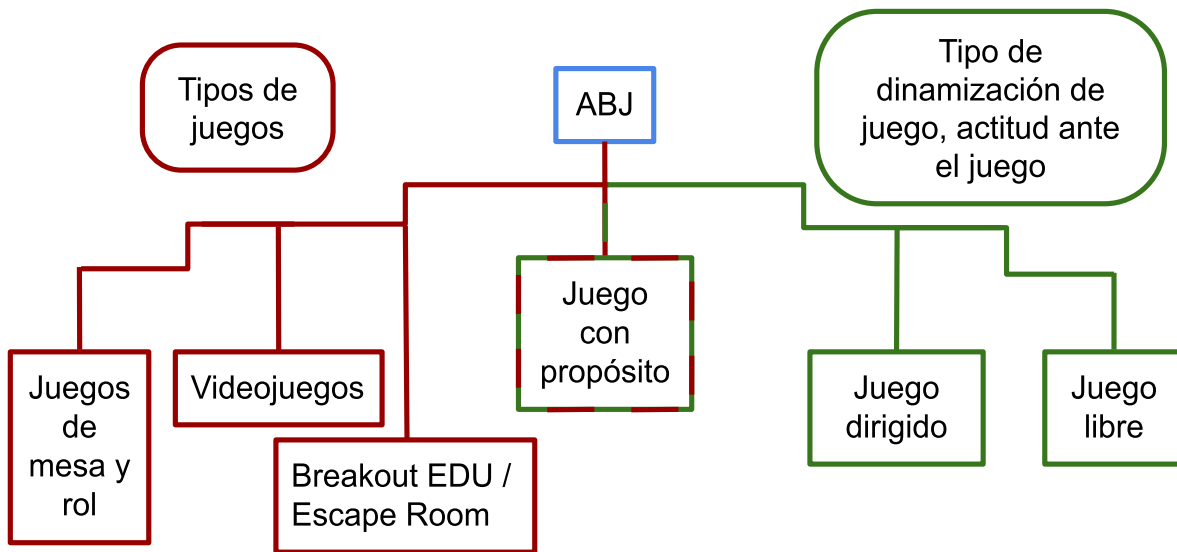 Tipos de
juegos
ABJ
Tipo de
dinamización de
juego, actitud ante
el juego
Juego
con
propósito
Juegos
de
mesa y
rol
Videojuegos
Breakout EDU /
Escape Room
Juego
dirigido
Juego
libre